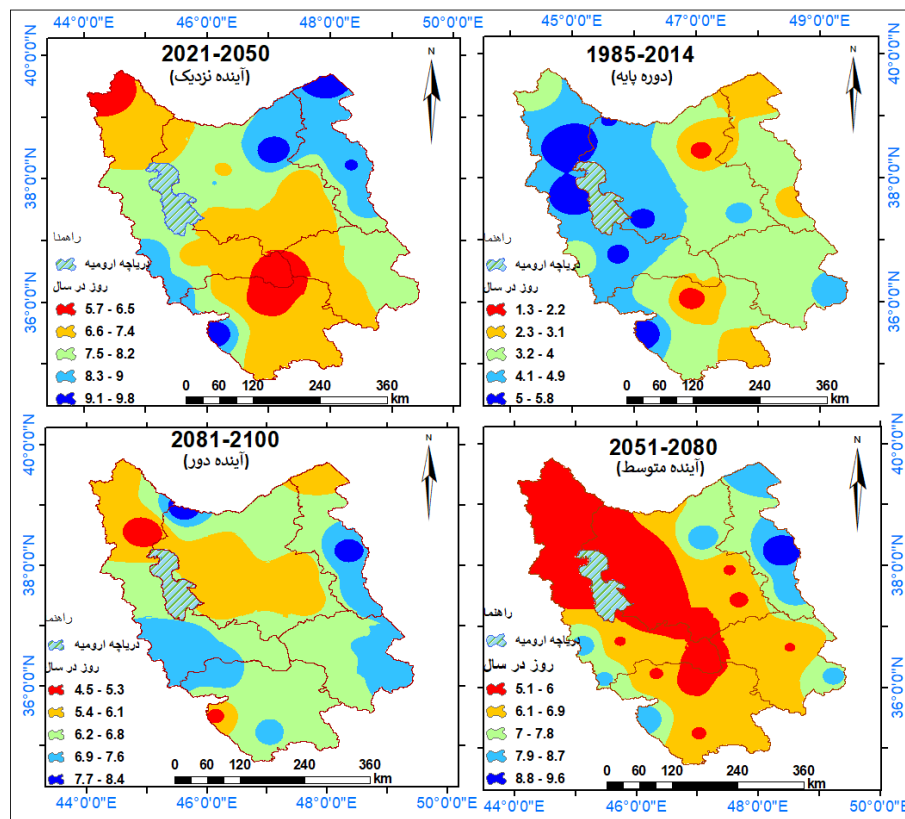 44°0'0"E 46°0'0"E 48°0'0"E 50°0'0"E
40°0'0"N
38°0'0"N
36°0'0"N
2021-2050
(آینده نزدیک)
N
راهمنا
دریاچه ارومیه
روز در سال
5.7 - 6.5
6.6 - 7.4
7.5 - 8.2
8.3 - 9
9.1 - 9.8
0 60 120 240 360
km
45°0'0"E 47°0'0"E 49°0'0"E
40°0'0"N
38°0'0"N
36°0'0"N
1985-2014
(دوره پایه)
N
راهنما
دریاچه ارومیه
روز در سال
1.3 - 2.2
2.3 - 3.1
3.2 - 4
4.1 - 4.9
5 - 5.8
0 60 120 240 360
km
40°0'0"N
38°0'0"N
36°0'0"N
2081-2100
(آینده دور)
N
راهنما
دریاچه ارومیه
روز در سال
4.5 - 5.3
5.4 - 6.1
6.2 - 6.8
6.9 - 7.6
7.7 - 8.4
0 60 120 240 360
km
44°0'0"E 46°0'0"E 48°0'0"E 50°0'0"E
40°0'0"N
38°0'0"N
36°0'0"N
2051-2080
(آینده متوسط)
N
راهنما
دریاچه ارومیه
روز در سال
5.1 - 6
6.1 - 6.9
7 - 7.8
7.9 - 8.7
8.8 - 9.6
0 60 120 240 360
km
44°0'0"E 46°0'0"E 48°0'0"E 50°0'0"E